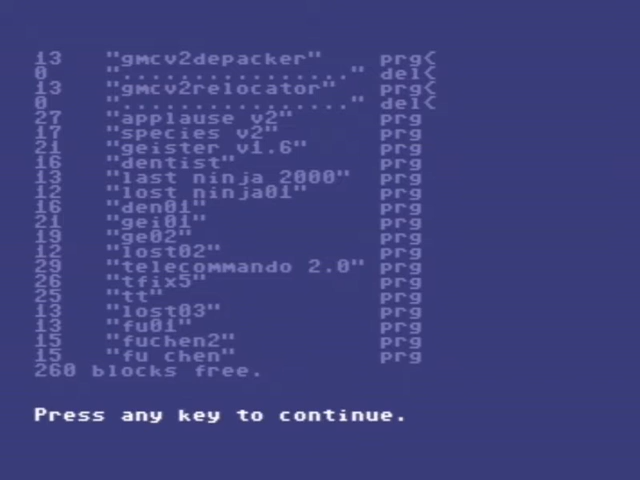 13 "gmcv2depacker" prg<
0 "................" del<
13 "gmcv2relocator" prg<
0 "................" del<
27 "applause v2" prg
17 "species v2" prg
21 "geister v1.6" prg
16 "dentist" prg
13 "last ninja 2000" prg
12 "lost ninja01" prg
16 "den01" prg
21 "gei01" prg
19 "ge02" prg
12 "lost02" prg
29 "telecommando 2.0" prg
26 "tfix5" prg
25 "tt" prg
13 "lost03" prg
13 "fu01" prg
15 "fuchen2" prg
15 "fu chen" prg
260 blocks free.
Press any key to continue.